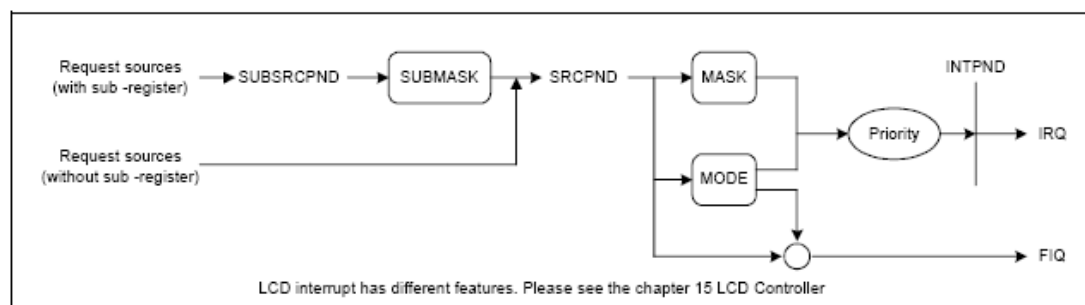 Request sources
(with sub -register)
SUBSRCPND
SUBMASK
SRCPND
MASK
INTPND
Priority
IRQ
Request sources
(without sub -register)
MODE
FIQ
LCD interrupt has different features. Please see the chapter 15 LCD Controller